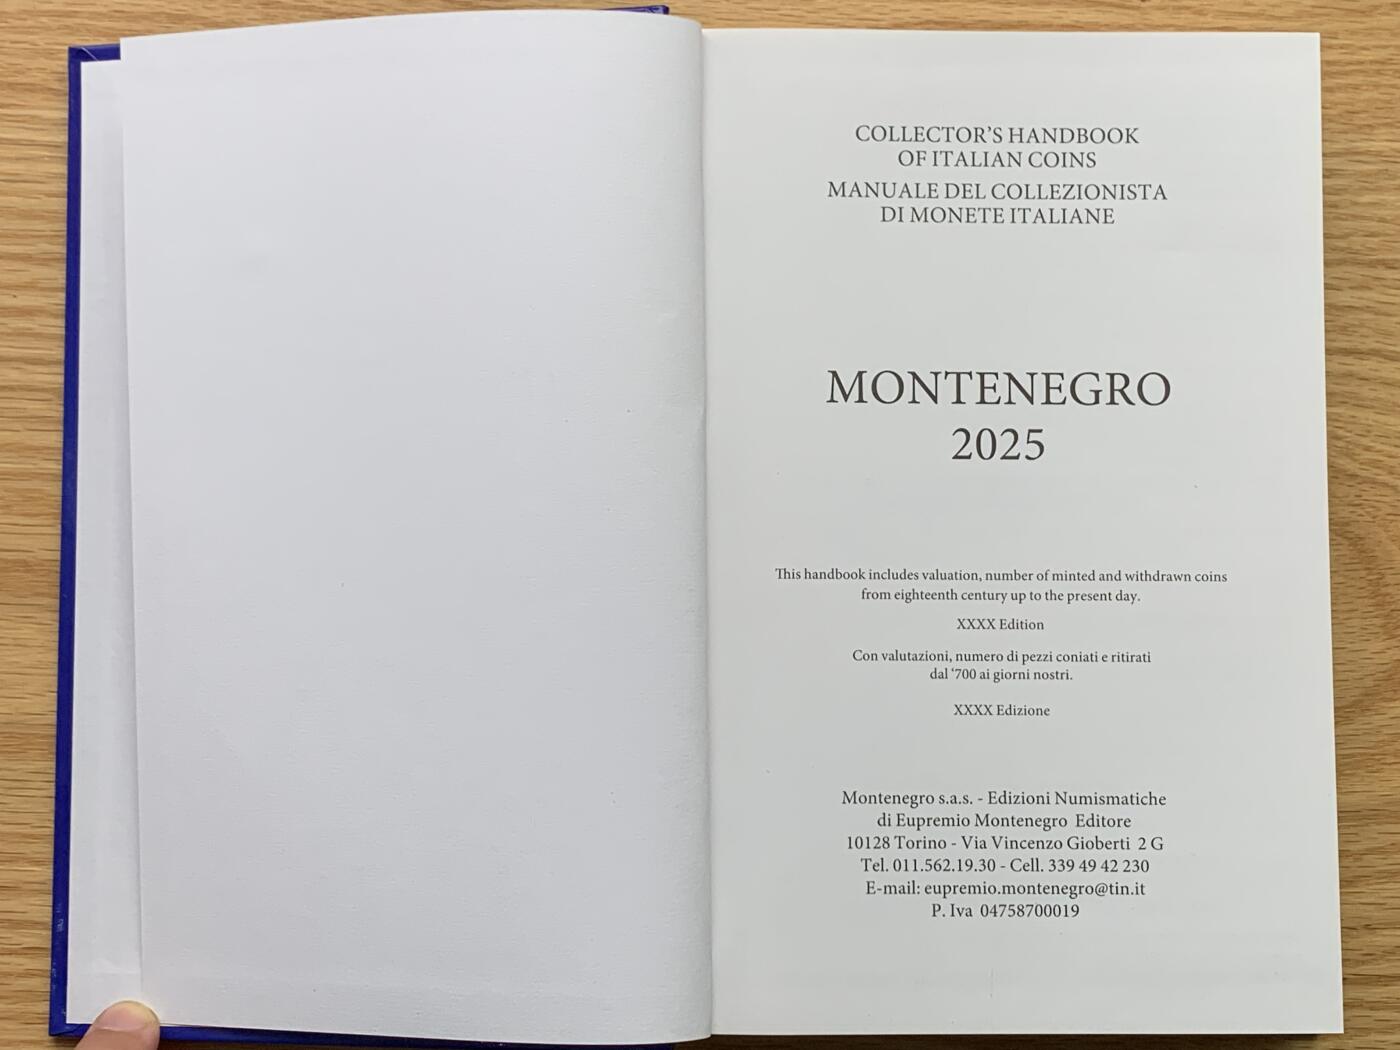 COLLECTOR’S HANDBOOK
OF ITALIAN COINS
MANUALE DEL COLLEZIONISTA
DI MONETE ITALIANE
MONTENEGRO
2025
This handbook includes valuation, number of minted and withdrawn coins
from eighteenth century up to the present day.
XXXX Edition
Con valutazioni, numero di pezzi coniati e ritirati
dal ‘700 ai giorni nostri.
XXXX Edizione
Montenegro s.a.s. - Edizioni Numismatiche
di Eupremio Montenegro Editore
10128 Torino - Via Vincenzo Gioberti 2 G
Tel. 011.562.19.30 - Cell. 339 49 42 230
E-mail: eupremio.montenegro@tin.it
P. Iva 04758700019